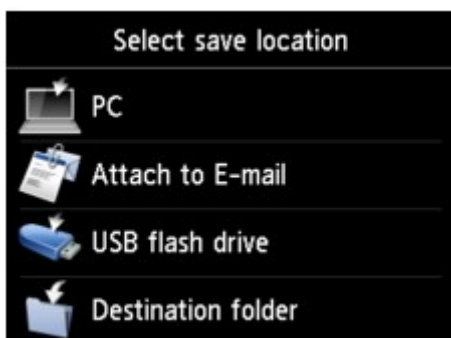 Select save location
PC
Attach to E-mail
USB flash drive
Destination folder